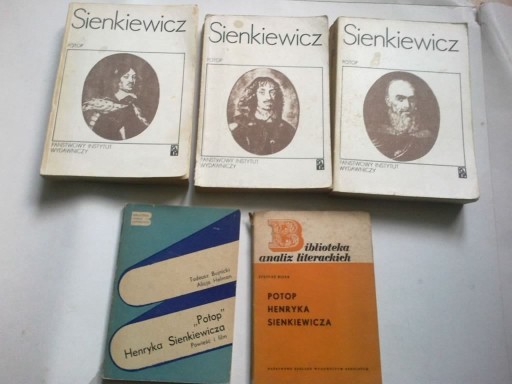 Sienkiewicz
POTOP
PAŃSTWOWY INSTYTUT
WYDAWNICZY
Sienkiewicz
POTOP
PAŃSTWOWY INSTYTUT
WYDAWNICZY
Sienkiewicz
POTOP
PAŃSTWOWY INSTYTUT
WYDAWNICZY
Tadeusz Bujnicki
Alicja Helman
„Potop"
Henryka Sienkiewicza
Powieść i film
Biblioteka
analiz literackich
POTOP
HENRYKA
SIENKIEWICZA